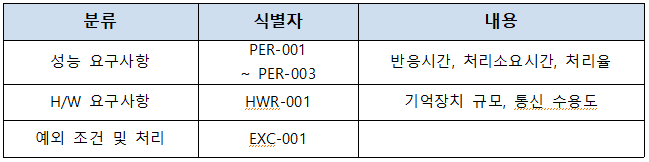 분류 식별자 내용
성능 요구사항 PER-001
~ PER-003 반응시간, 처리소요시간, 처리율
H/W 요구사항 HWR-001 기억장치 규모, 통신 수용도
예외 조건 및 처리 EXC-001